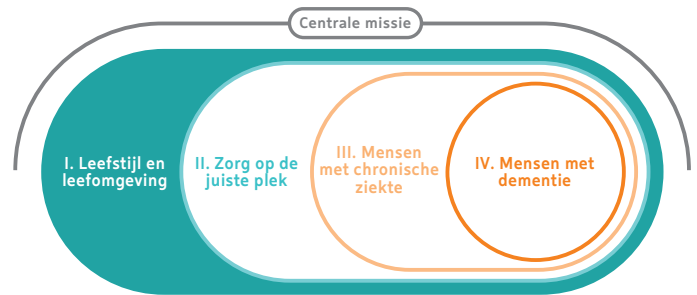 Centrale missie
I. Leefstijl en
leefomgeving
II. Zorg op de
juiste plek
III. Mensen
met chronische
ziekte
IV. Mensen met
dementie